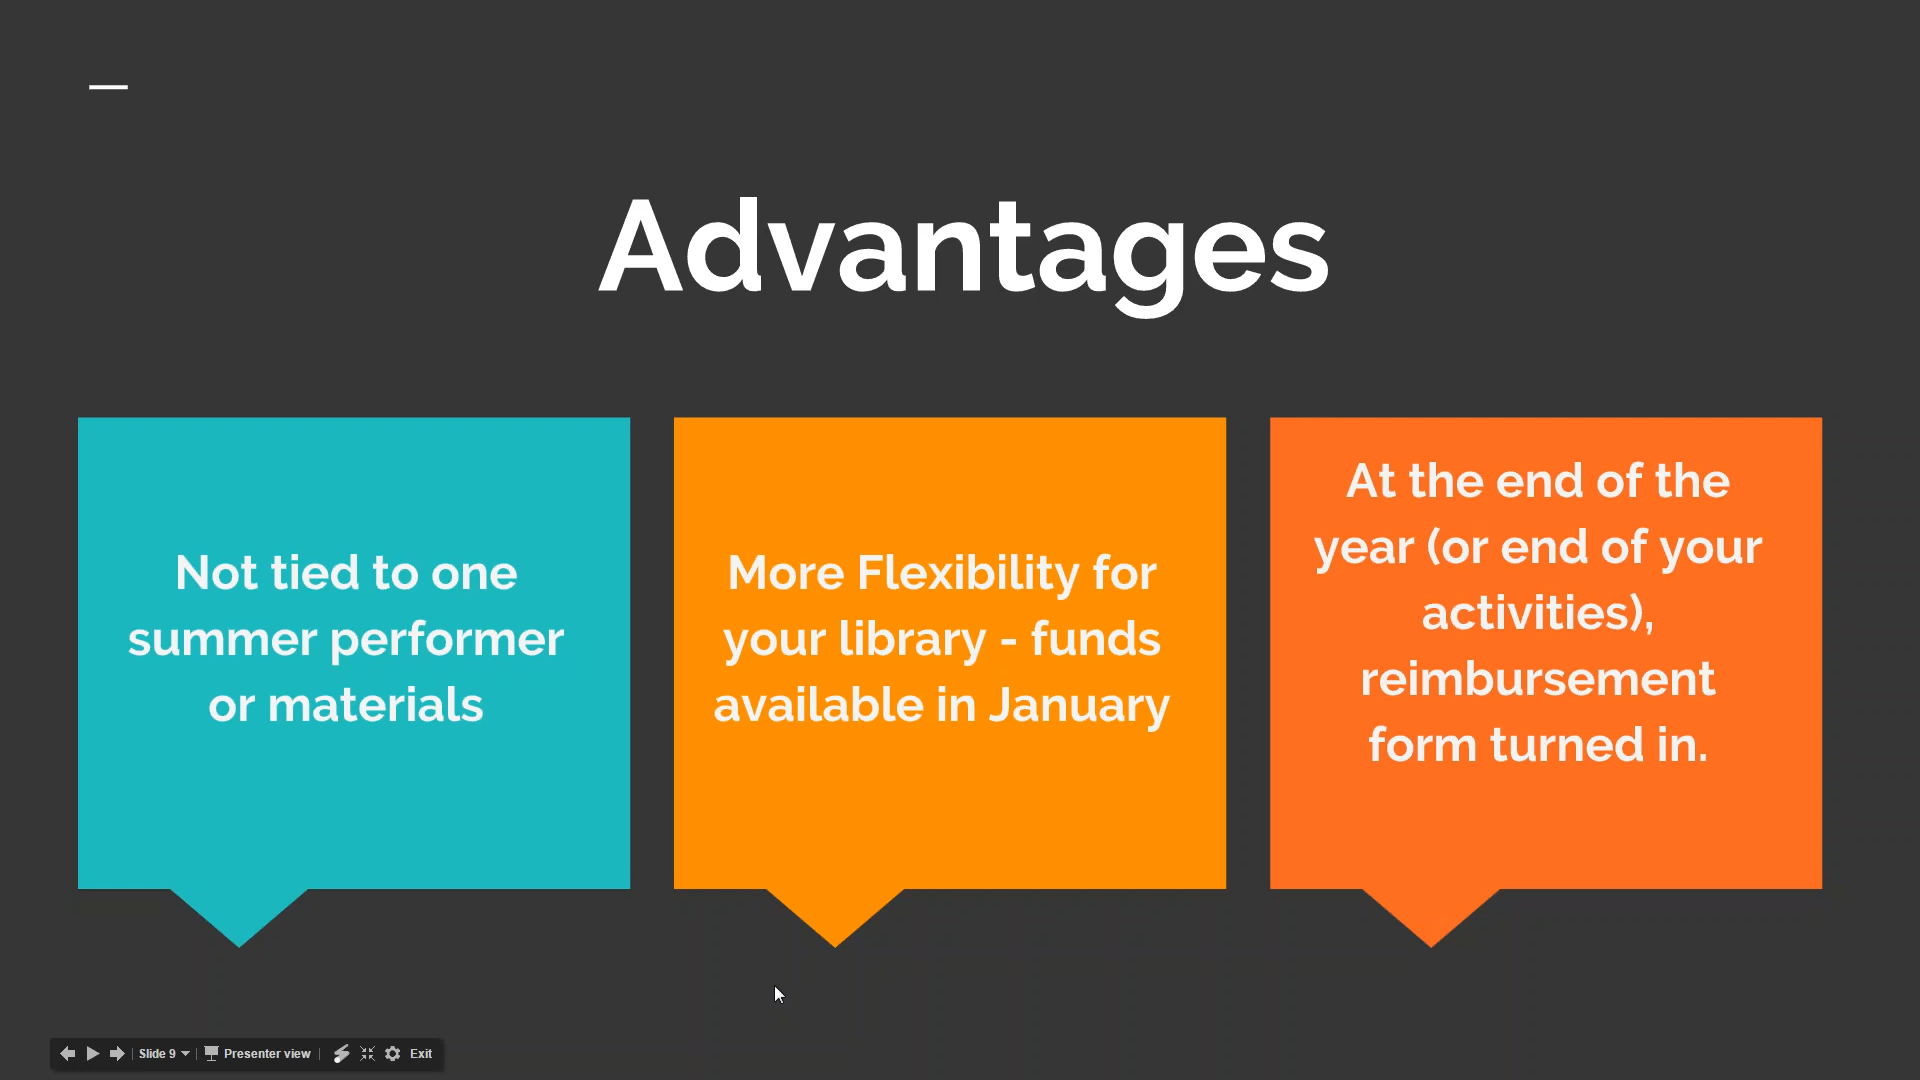 Advantages
Not tied to one
summer performer
or materials
More Flexibility for
your library - funds
available in January
At the end of the
year (or end of your
activities),
reimbursement
form turned in.
Slide 9
Presenter view
Exit